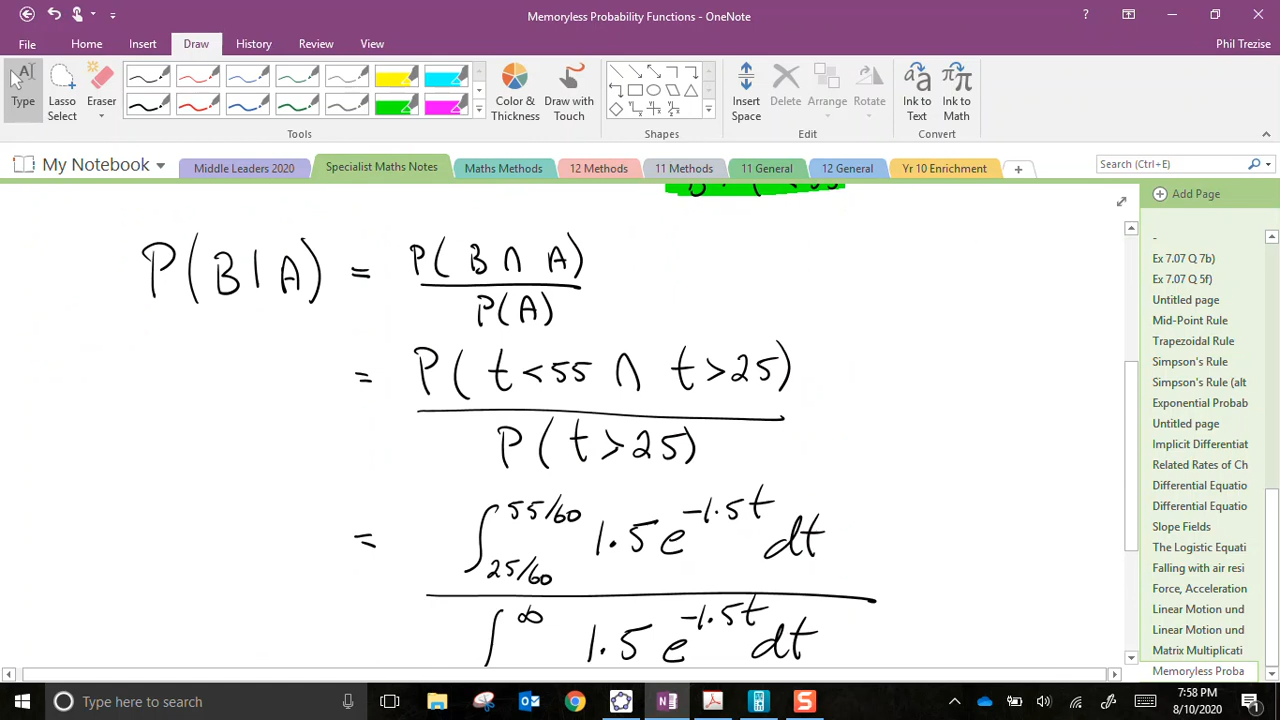 Memoryless Probability Functions - OneNote
?
File Home Insert Draw History Review View
Phil Trezise
Type
Lasso Select
Eraser
Color & Thickness
Draw with Touch
Insert Space
Delete
Arrange
Rotate
Ink to Text
Ink to Math
Tools
Shapes
Edit
Convert
My Notebook
Middle Leaders 2020
Specialist Maths Notes
Maths Methods
12 Methods
11 Methods
11 General
12 General
Yr 10 Enrichment
Search (Ctrl+E)
P(B|A) = P(B ∩ A)
P(A)
= P(t<55 ∩ t>25)
P(t>25)
= ∫ 55/60 25/60 1.5e^-1.5t dt
∫ ∞ 1.5e^-1.5t dt
Add Page
-
Ex 7.07 Q 7b)
Ex 7.07 Q 5f)
Untitled page
Mid-Point Rule
Trapezoidal Rule
Simpson's Rule
Simpson's Rule (alt
Exponential Probab
Untitled page
Implicit Differentiat
Related Rates of Ch
Differential Equatio
Differential Equatio
Slope Fields
The Logistic Equati
Falling with air resi
Force, Acceleration
Linear Motion und
Linear Motion und
Matrix Multiplicati
Memoryless Proba
Type here to search
7:58 PM
8/10/2020